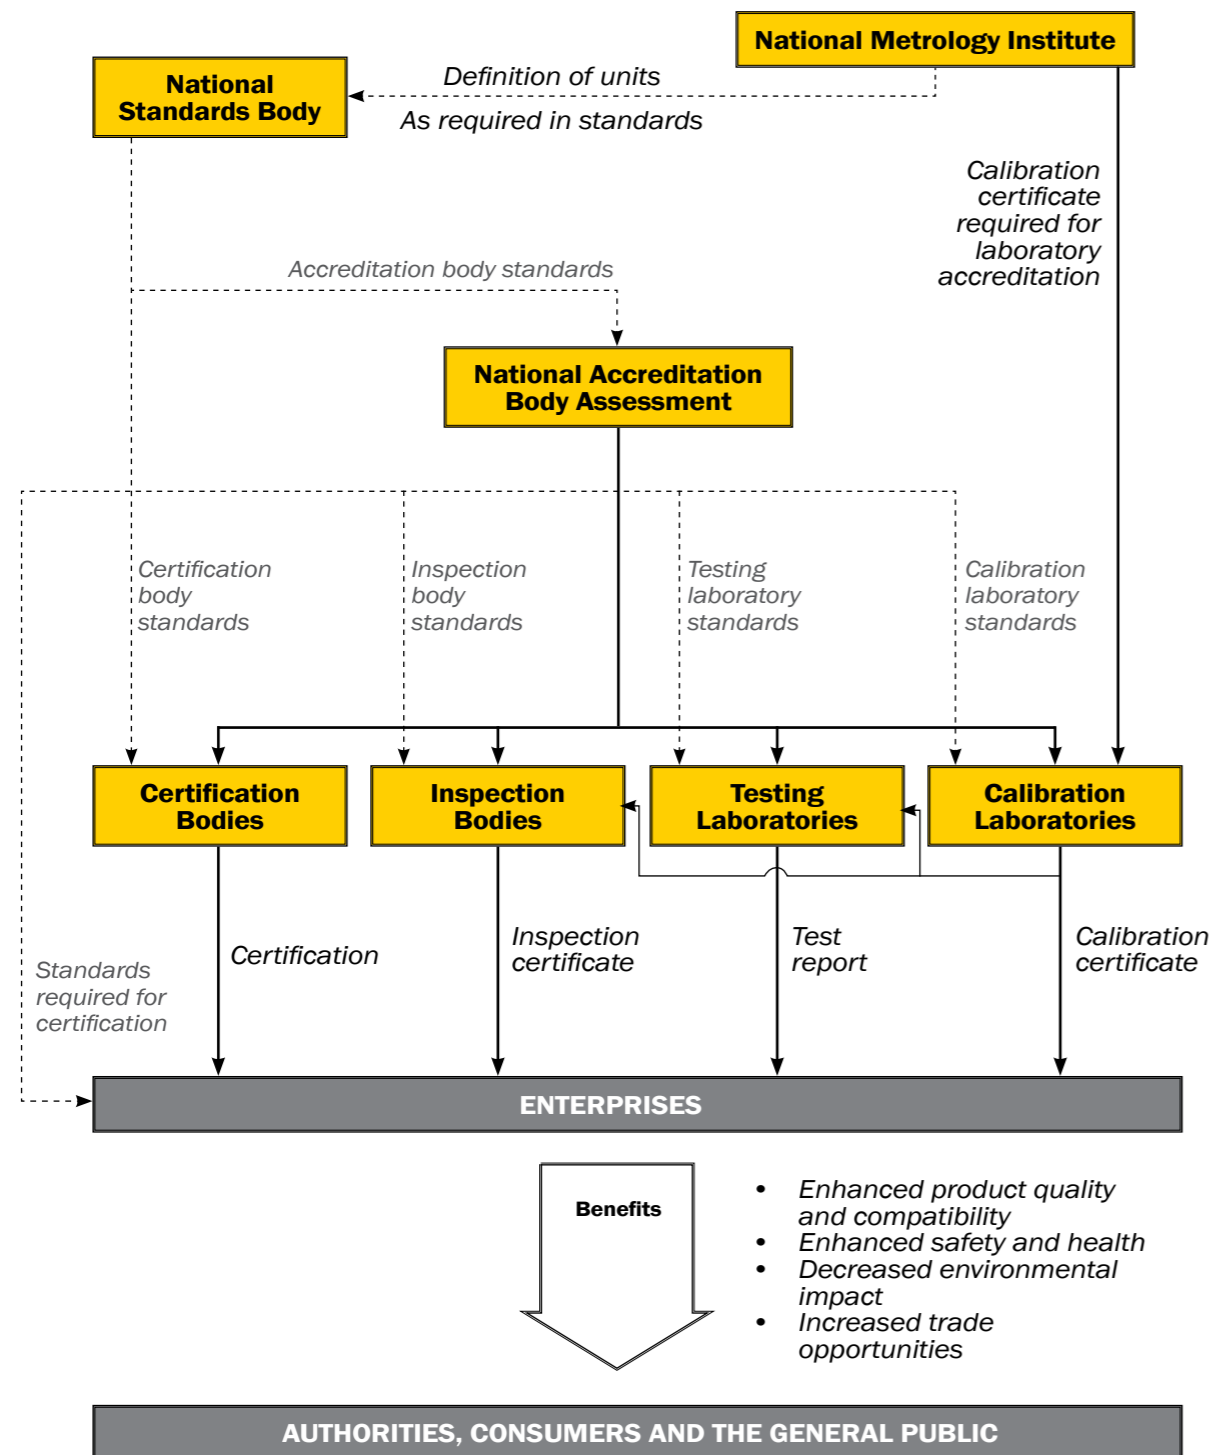 National Metrology Institute
National
Standards Body
Definition of units
As required in standards
Calibration
certificate
required for
laboratory
accreditation
Accreditation body standards
National Accreditation
Body Assessment
Certification
body
standards
Inspection
body
standards
Testing
laboratory
standards
Calibration
laboratory
standards
Certification
Bodies
Inspection
Bodies
Testing
Laboratories
Calibration
Laboratories
Certification
Inspection
certificate
Test
report
Calibration
certificate
Standards
required for
certification
ENTERPRISES
Benefits
• Enhanced product quality
and compatibility
• Enhanced safety and health
• Decreased environmental
impact
• Increased trade
opportunities
AUTHORITIES, CONSUMERS AND THE GENERAL PUBLIC